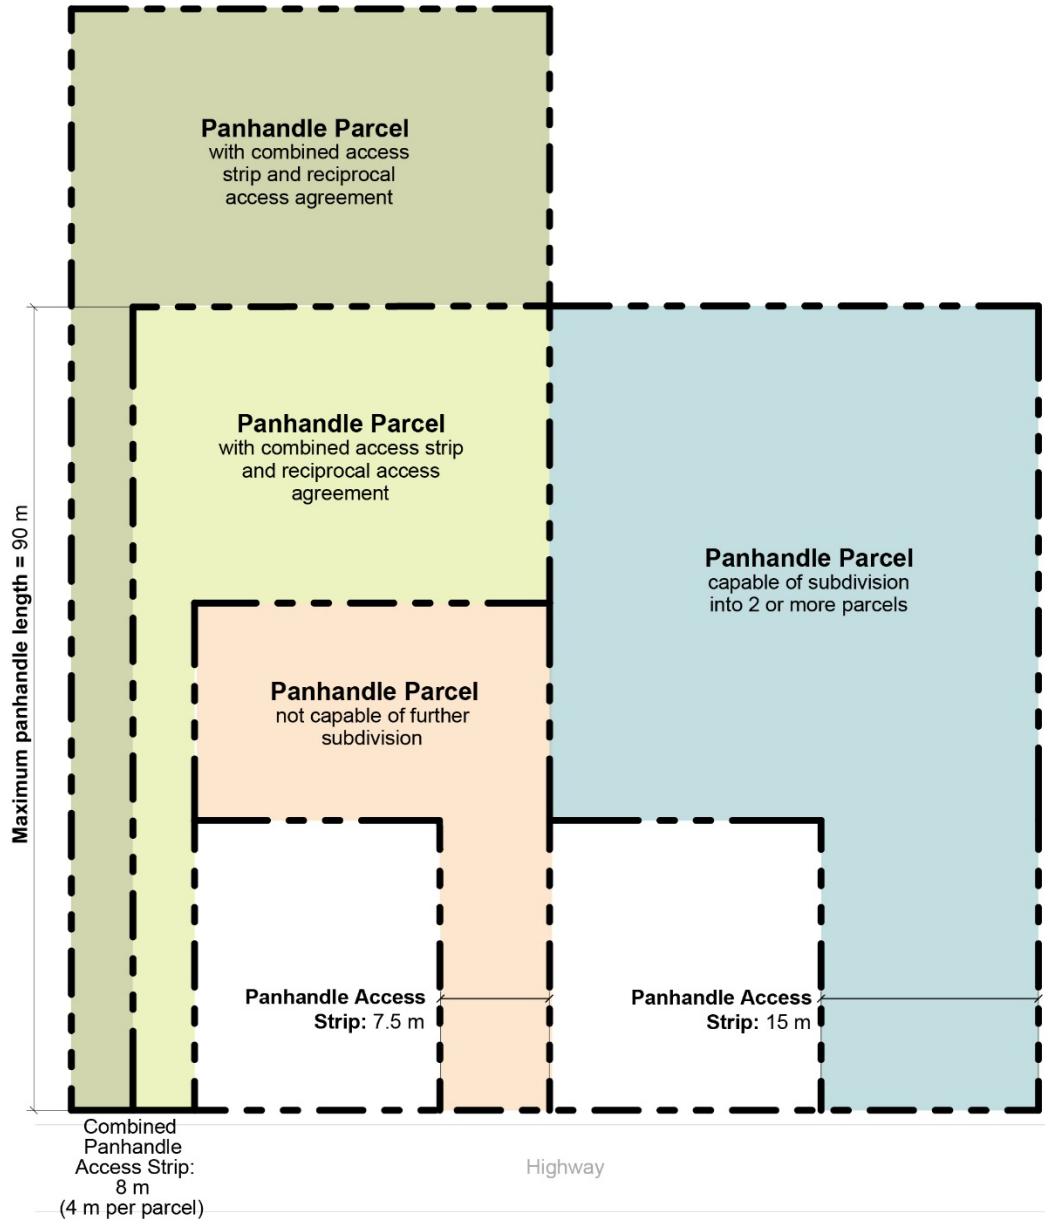 Panhandle Parcel
with combined access
strip and reciprocal
access agreement
Panhandle Parcel
with combined access strip
and reciprocal access
agreement
Panhandle Parcel
capable of subdivision
into 2 or more parcels
Maximum panhandle length = 90 m
Panhandle Parcel
not capable of further
subdivision
Panhandle Access
Strip: 7.5 m
Panhandle Access
Strip: 15 m
Combined
Panhandle
Access Strip:
8 m
(4 m per parcel)
Highway